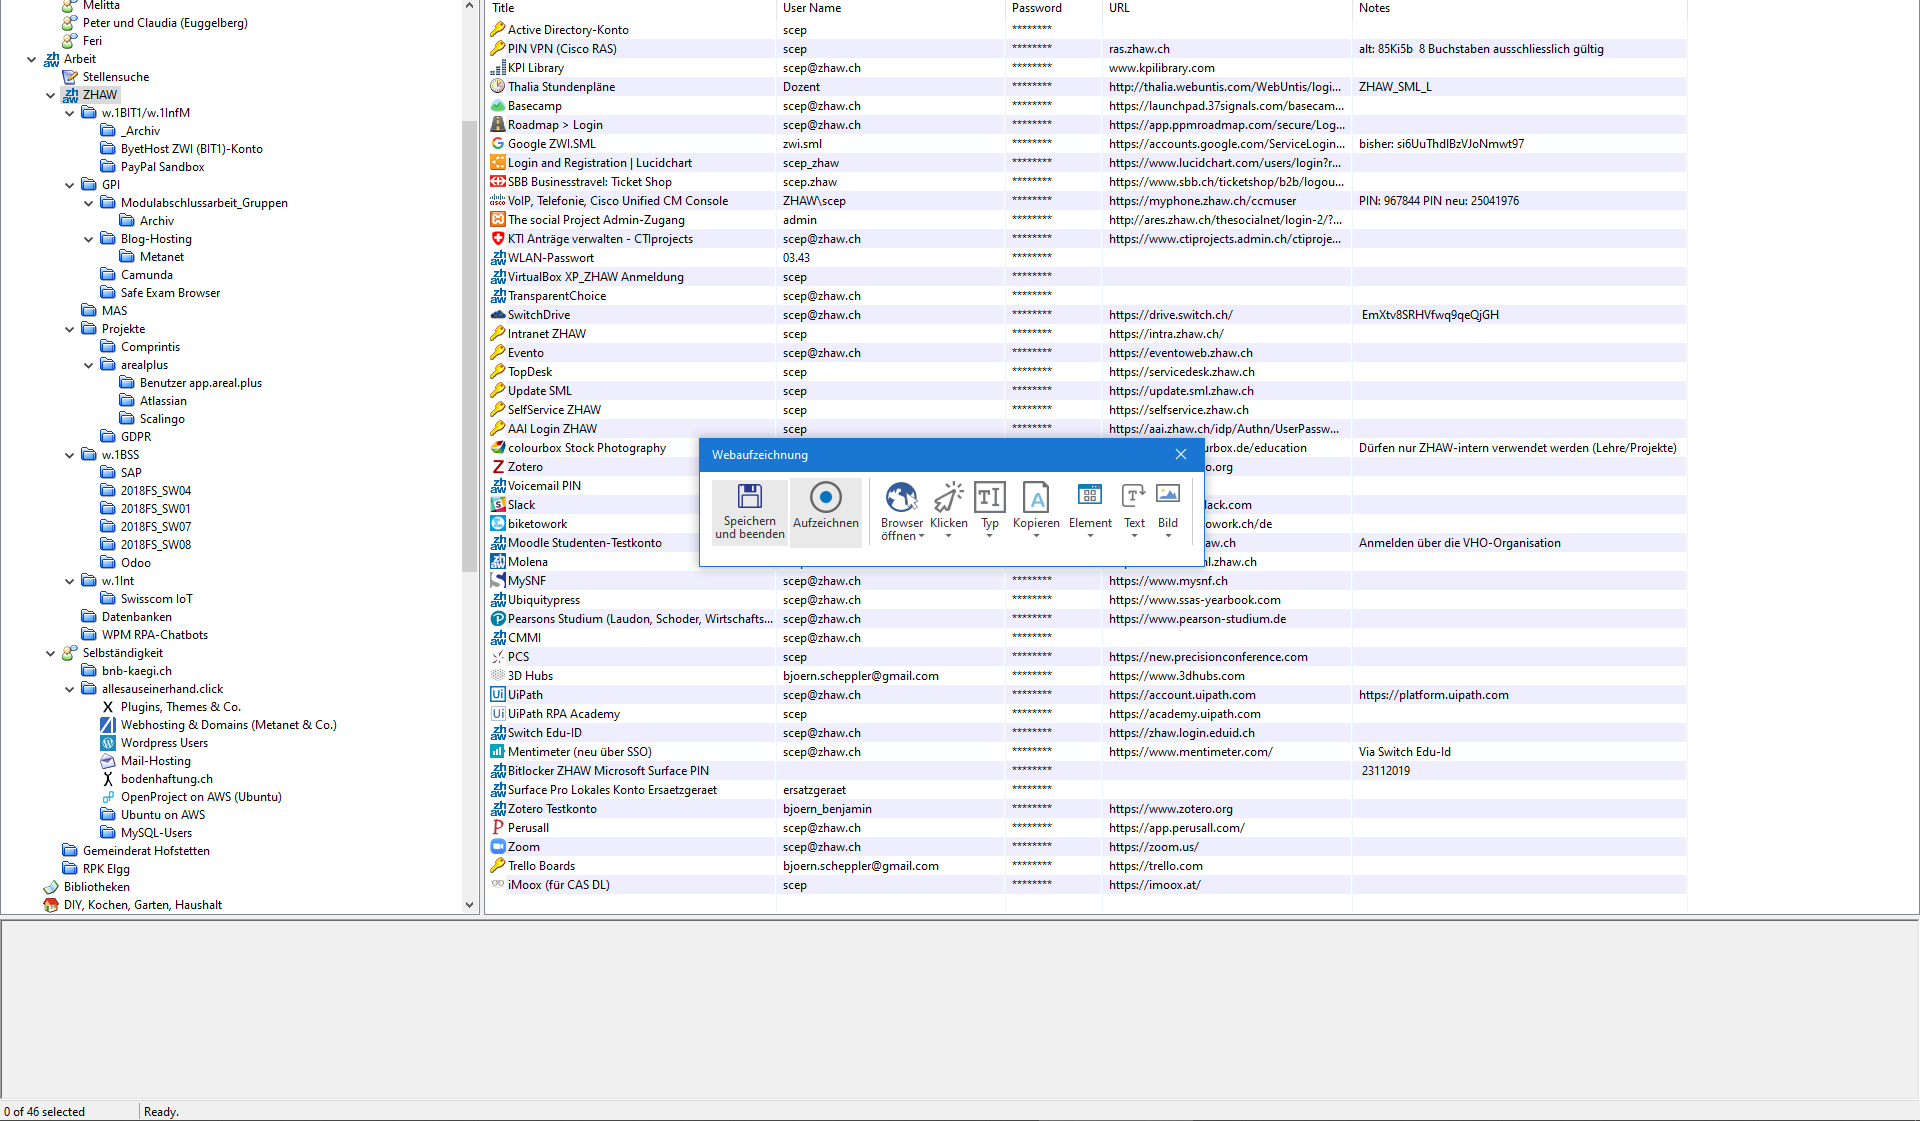 Melitta
Peter und Claudia (Euggelberg)
Feri
Arbeit
Stellensuche
ZHAW
w.1BIT1/w.1InfM
_Archiv
ByetHost ZWI (BIT1)-Konto
PayPal Sandbox
GPI
Modulabschlussarbeit_Gruppen
Archiv
Blog-Hosting
Metanet
Camunda
Safe Exam Browser
MAS
Projekte
Comprintis
arealplus
Benutzer app.areal.plus
Atlassian
Scalingo
GDPR
w.1BSS
SAP
2018FS_SW04
2018FS_SW01
2018FS_SW07
2018FS_SW08
Odoo
w.1Int
Swisscom IoT
Datenbanken
WPM RPA-Chatbots
Selbständigkeit
bnb-kaegi.ch
allesauseinerhand.click
Plugins, Themes & Co.
Webhosting & Domains (Metanet & Co.)
Wordpress Users
Mail-Hosting
bodenhaftung.ch
OpenProject on AWS (Ubuntu)
Ubuntu on AWS
MySQL-Users
Gemeinderat Hofstetten
RPK Elgg
Bibliotheken
DIY, Kochen, Garten, Haushalt
Title User Name Password URL Notes
Active Directory-Konto scep ********
PIN VPN (Cisco RAS) scep ******** ras.zhaw.ch alt: 85Ki5b 8 Buchstaben ausschliesslich gültig
KPI Library scep@zhaw.ch ******** www.kpilibrary.com
Thalia Stundenpläne Dozent ******** http://thalia.webuntis.com/WebUntis/logi... ZHAW_SML_L
Basecamp scep@zhaw.ch ******** https://launchpad.37signals.com/basecam...
Roadmap > Login scep@zhaw.ch ******** https://app.ppmroadmap.com/secure/Log...
Google ZWI.SML zwi.sml ******** https://accounts.google.com/ServiceLogin... bisher: si6UuThdIBzVJoNmwt97
Login and Registration | Lucidchart scep_zhaw ******** https://www.lucidchart.com/users/login?r...
SBB Businesstravel: Ticket Shop scep.zhaw ******** https://www.sbb.ch/ticketshop/b2b/logou...
VoIP, Telefonie, Cisco Unified CM Console ZHAW\scep ******** https://myphone.zhaw.ch/ccmuser PIN: 967844 PIN neu: 25041976
The social Project Admin-Zugang admin ******** http://ares.zhaw.ch/thesocialnet/login-2/?...
KTI Anträge verwalten - CTIprojects scep@zhaw.ch ******** https://www.ctiprojects.admin.ch/ctiproje...
WLAN-Passwort 03.43 ********
VirtualBox XP_ZHAW Anmeldung scep ********
TransparentChoice scep@zhaw.ch ********
SwitchDrive scep@zhaw.ch ******** https://drive.switch.ch/ EmXtv8SRHVfwq9qeQjGH
Intranet ZHAW scep ******** https://intra.zhaw.ch/
Evento scep@zhaw.ch ******** https://eventoweb.zhaw.ch
TopDesk scep ******** https://servicedesk.zhaw.ch
Update SML scep ******** https://update.sml.zhaw.ch
SelfService ZHAW scep ******** https://selfservice.zhaw.ch
AAI Login ZHAW scep ******** https://aai.zhaw.ch/idp/Authn/UserPassw...
colourbox Stock Photography urbox.de/education Dürfen nur ZHAW-intern verwendet werden (Lehre/Projekte)
Zotero o.org
Voicemail PIN
Slack lack.com
biketowork owork.ch/de
Moodle Studenten-Testkonto aw.ch Anmelden über die VHO-Organisation
Molena nl.zhaw.ch
MySNF scep@zhaw.ch ******** https://www.mysnf.ch
Ubiquitypress scep@zhaw.ch ******** https://www.ssas-yearbook.com
Pearsons Studium (Laudon, Schoder, Wirtschafts... scep@zhaw.ch ******** https://www.pearson-studium.de
CMMI scep@zhaw.ch ********
PCS scep ******** https://new.precisionconference.com
3D Hubs bjoern.scheppler@gmail.com ******** https://www.3dhubs.com
UiPath scep@zhaw.ch ******** https://account.uipath.com https://platform.uipath.com
UiPath RPA Academy scep ******** https://academy.uipath.com
Switch Edu-ID scep@zhaw.ch ******** https://zhaw.login.eduid.ch
Mentimeter (neu über SSO) scep@zhaw.ch ******** https://www.mentimeter.com/ Via Switch Edu-Id
Bitlocker ZHAW Microsoft Surface PIN ******** 23112019
Surface Pro Lokales Konto Ersaetzgeraet ersatzgeraet ********
Zotero Testkonto bjoern_benjamin ******** https://www.zotero.org
Perusall scep@zhaw.ch ******** https://app.perusall.com/
Zoom scep@zhaw.ch ******** https://zoom.us/
Trello Boards bjoern.scheppler@gmail.com ******** https://trello.com
iMoox (für CAS DL) scep ******** https://imoox.at/
Webaufzeichnung
Speichern und beenden
Aufzeichnen
Browser öffnen
Klicken
Typ
Kopieren
Element
Text
Bild
0 of 46 selected Ready.